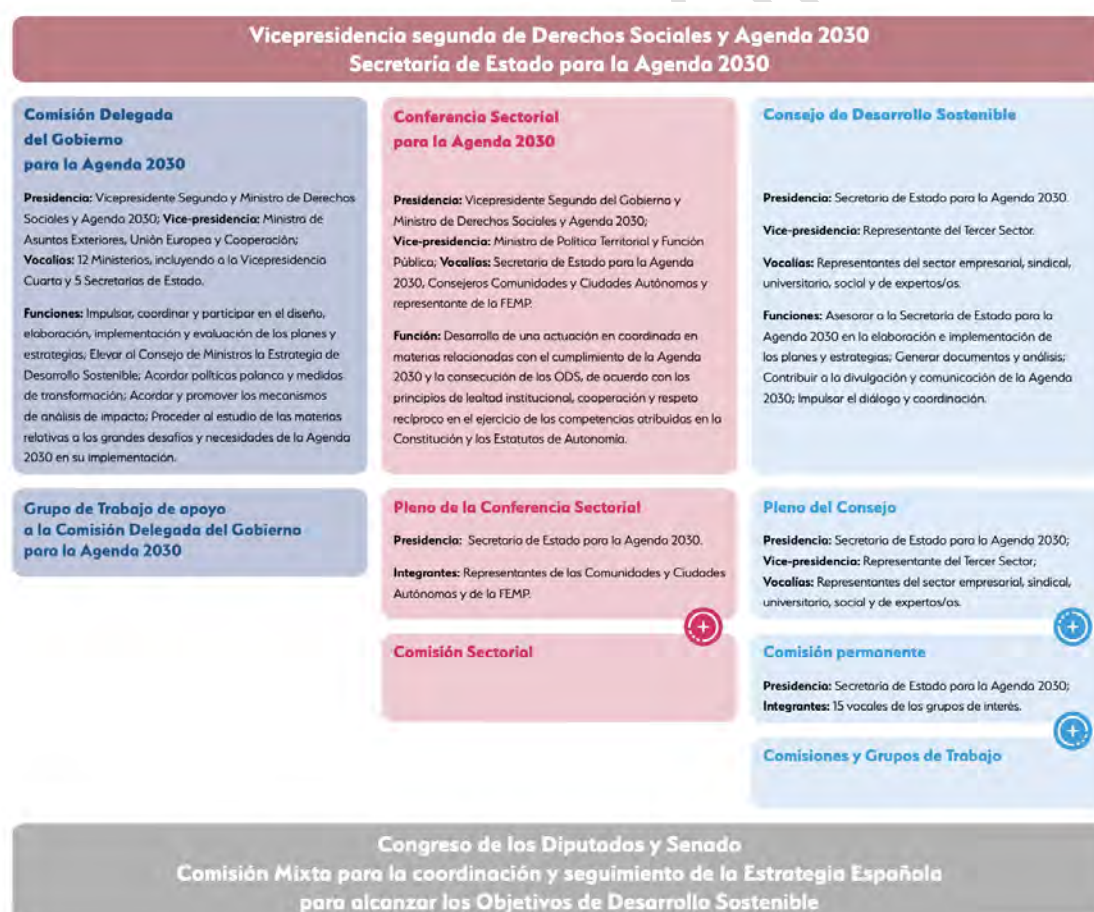 Vicepresidencia segunda de Derechos Sociales y Agenda 2030
Secretaría de Estado para la Agenda 2030
Comisión Delegada
del Gobierno
para la Agenda 2030
Presidencia: Vicepresidente Segundo y Ministro de Derechos
Sociales y Agenda 2030; Vice-presidencia: Ministra de
Asuntos Exteriores, Unión Europea y Cooperación;
Vocalías: 12 Ministerios, incluyendo a la Vicepresidencia
Cuarta y 5 Secretarías de Estado.
Funciones: Impulsar, coordinar y participar en el diseño,
elaboración, implementación y evaluación de los planes y
estrategias; Elevar al Consejo de Ministros la Estrategia de
Desarrollo Sostenible; Acordar políticas palanca y medidas
de transformación; Acordar y promover los mecanismos
de análisis de impacto; Proceder al estudio de las materias
relativas a los grandes desafíos y necesidades de la Agenda
2030 en su implementación.
Grupo de Trabajo de apoyo
a la Comisión Delegada del Gobierno
para la Agenda 2030
Conferencia Sectorial
para la Agenda 2030
Presidencia: Vicepresidente Segundo del Gobierno y
Ministro de Derechos Sociales y Agenda 2030;
Vice-presidencia: Ministra de Política Territorial y Función
Pública; Vocalías: Secretaria de Estado para la Agenda
2030, Consejeros Comunidades y Ciudades Autónomas y
representante de la FEMP.
Función: Desarrollo de una actuación en coordinada en
materias relacionadas con el cumplimiento de la Agenda
2030 y la consecución de los ODS, de acuerdo con los
principios de lealtad institucional, cooperación y respeto
recíproco en el ejercicio de las competencias atribuidas en la
Constitución y los Estatutos de Autonomía.
Pleno de la Conferencia Sectorial
Presidencia: Secretaria de Estado para la Agenda 2030.
Integrantes: Representantes de las Comunidades y Ciudades
Autónomas y de la FEMP.
Comisión Sectorial
Consejo de Desarrollo Sostenible
Presidencia: Secretaria de Estado para la Agenda 2030.
Vice-presidencia: Representante del Tercer Sector.
Vocalías: Representantes del sector empresarial, sindical,
universitario, social y de expertos/as.
Funciones: Asesorar a la Secretaría de Estado para la
Agenda 2030 en la elaboración e implementación de
los planes y estrategias; Generar documentos y análisis;
Contribuir a la divulgación y comunicación de la Agenda
2030; Impulsar el diálogo y coordinación.
Pleno del Consejo
Presidencia: Secretaria de Estado para la Agenda 2030;
Vice-presidencia: Representante del Tercer Sector;
Vocalías: Representantes del sector empresarial, sindical,
universitario, social y de expertos/as.
Comisión permanente
Presidencia: Secretaria de Estado para la Agenda 2030;
Integrantes: 15 vocales de los grupos de interés.
Comisiones y Grupos de Trabajo
Congreso de los Diputados y Senado
Comisión Mixta para la coordinación y seguimiento de la Estrategia Española
para alcanzar los Objetivos de Desarrollo Sostenible